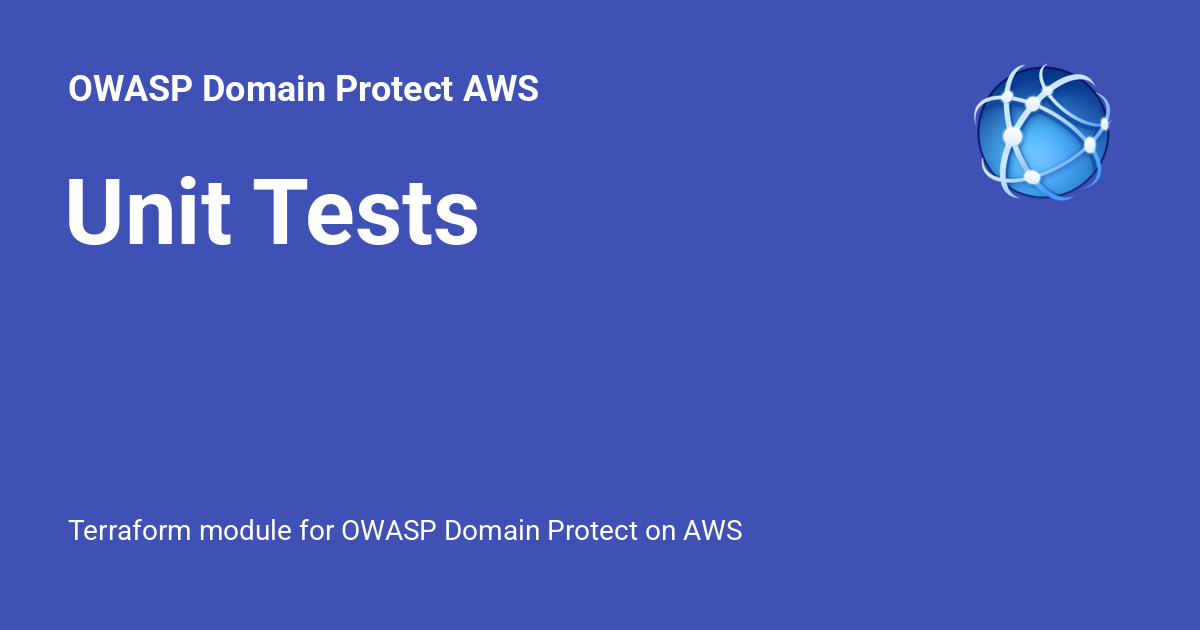 OWASP Domain Protect AWS
Unit Tests
Terraform module for OWASP Domain Protect on AWS